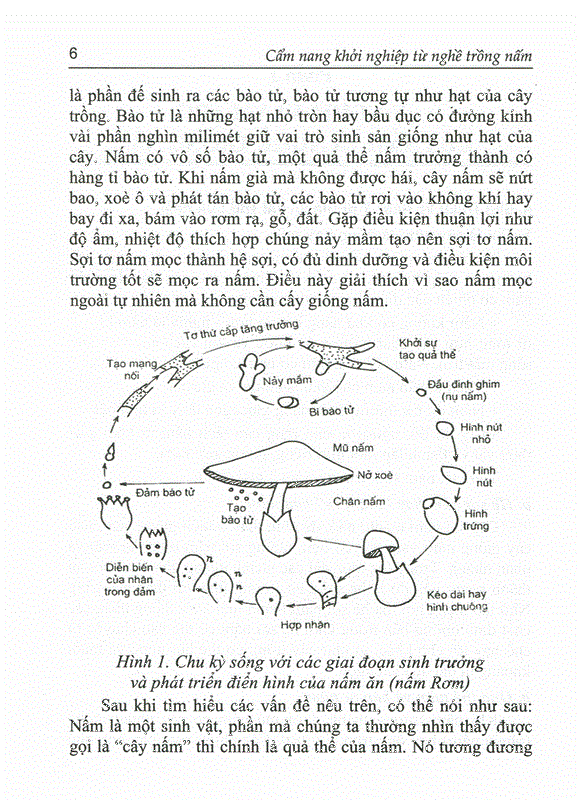 6
Cẩm nang khởi nghiệp từ nghề trồng nấm
là phần để sinh ra các bào tử, bào tử tương tự như hạt của cây
trồng. Bào tử là những hạt nhỏ tròn hay bầu dục có đường kính
vài phần nghìn milimét giữ vai trò sinh sản giống như hạt của
cây. Nấm có vô số bào tử, một quả thể nấm trưởng thành có
hàng tỉ bào tử. Khi nấm già mà không được hái, cây nấm sẽ nứt
bao, xoè ô và phát tán bào tử, các bào tử rơi vào không khí hay
bay đi xa, bám vào rơm rạ, gỗ, đất. Gặp điều kiện thuận lợi như
độ ẩm, nhiệt độ thích hợp chúng nảy mầm tạo nên sợi tơ nấm.
Sợi tơ nấm mọc thành hệ sợi, có đủ dinh dưỡng và điều kiện môi
trường tốt sẽ mọc ra nấm. Điều này giải thích vì sao nấm mọc
ngoài tự nhiên mà không cần cấy giống nấm.
Tơ thứ cấp tăng trưởng
Khởi sự
tạo quả thể
Tạo mạng
nối
Nảy mầm
Bì bào tử
Đầu đinh ghim
(nụ nấm)
Hình nút
nhỏ
Mũ nấm
Nở xoè
Hình
nút
Đảm bào tử
Tạo
bào tử
Chân nấm
Hình
trứng
Diễn biến
của nhân
trong đảm
n
n
n
Kéo dài hay
hình chuông
Hợp nhân
Hình 1. Chu kỳ sống với các giai đoạn sinh trưởng
và phát triển điển hình của nấm ăn (nấm Rơm)
Sau khi tìm hiểu các vấn đề nêu trên, có thể nói như sau:
Nấm là một sinh vật, phần mà chúng ta thường nhìn thấy được
gọi là “cây nấm” thì chính là quả thể của nấm. Nó tương đương